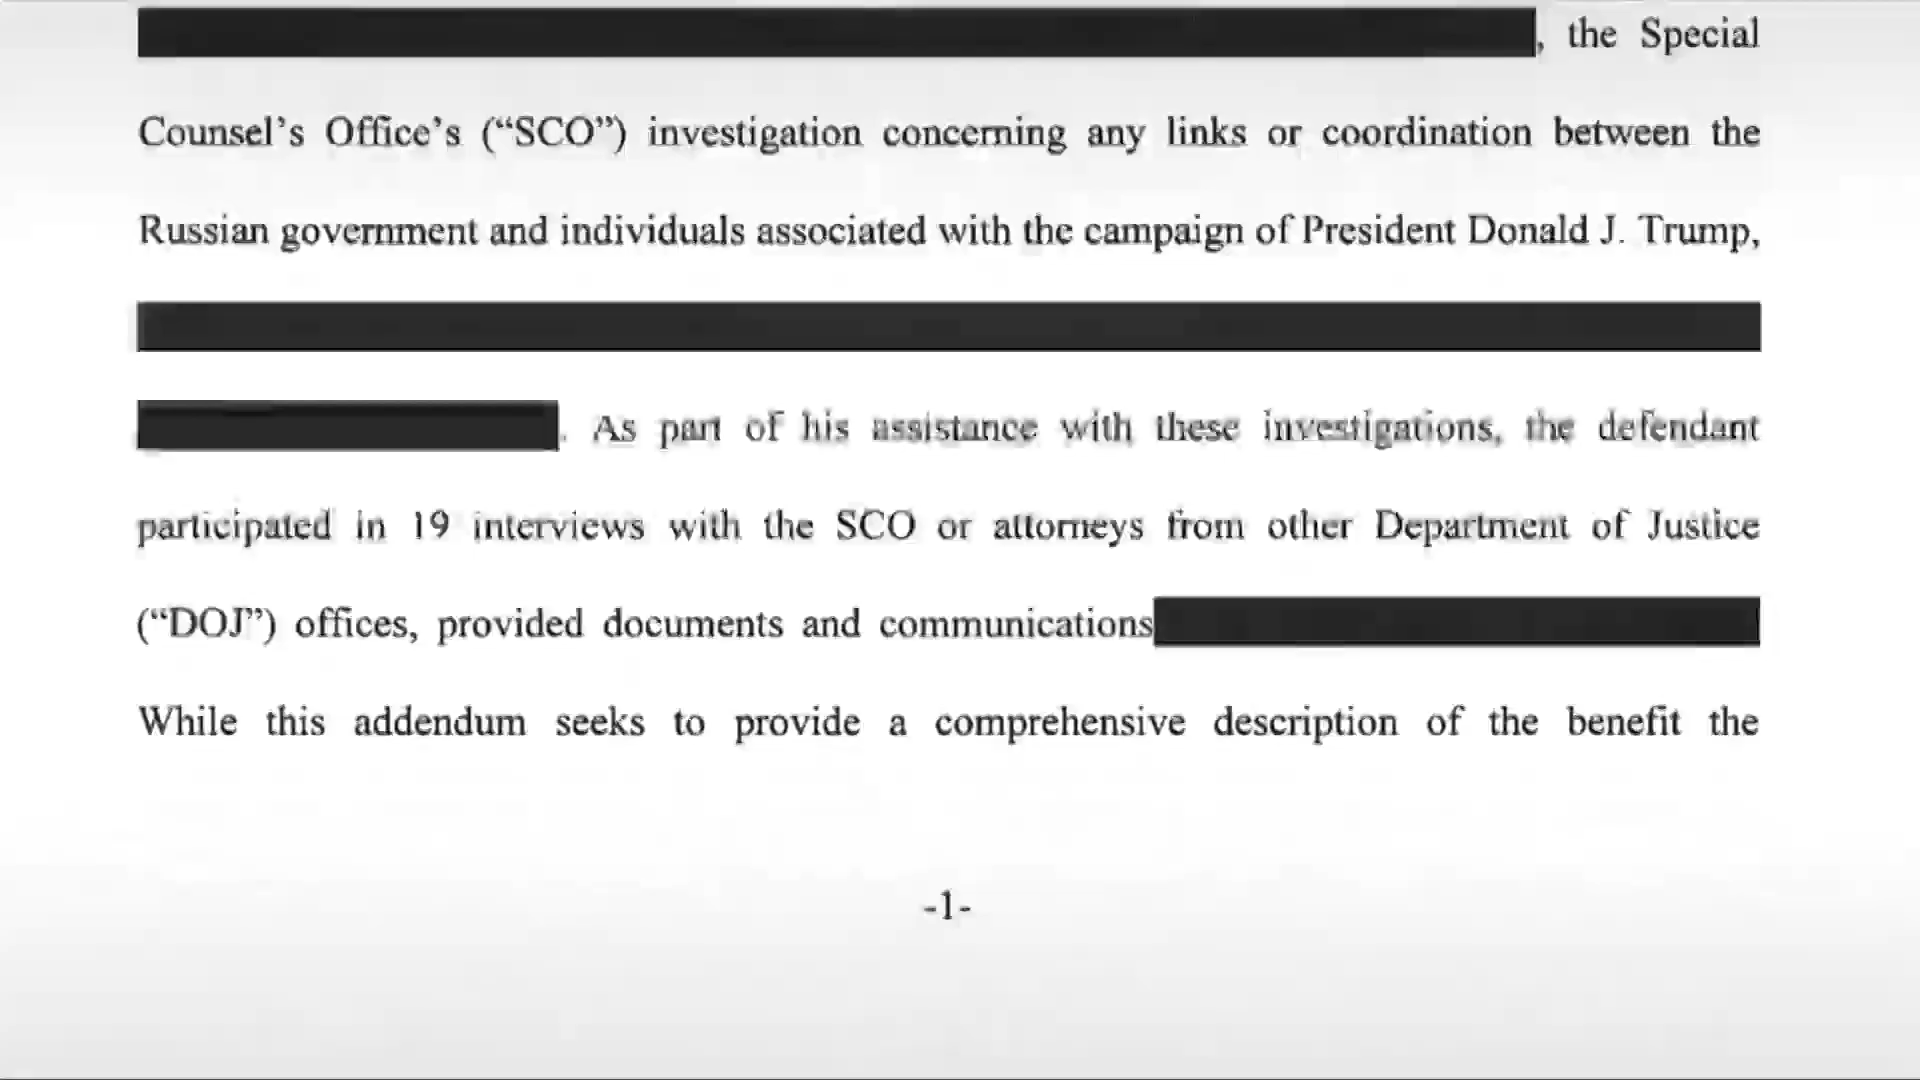 , the Special
Counsel’s Office’s (“SCO”) investigation concerning any links or coordination between the
Russian government and individuals associated with the campaign of President Donald J. Trump,
. As part of his assistance with these investigations, the defendant
participated in 19 interviews with the SCO or attorneys from other Department of Justice
(“DOJ”) offices, provided documents and communications
While this addendum seeks to provide a comprehensive description of the benefit the
-1-